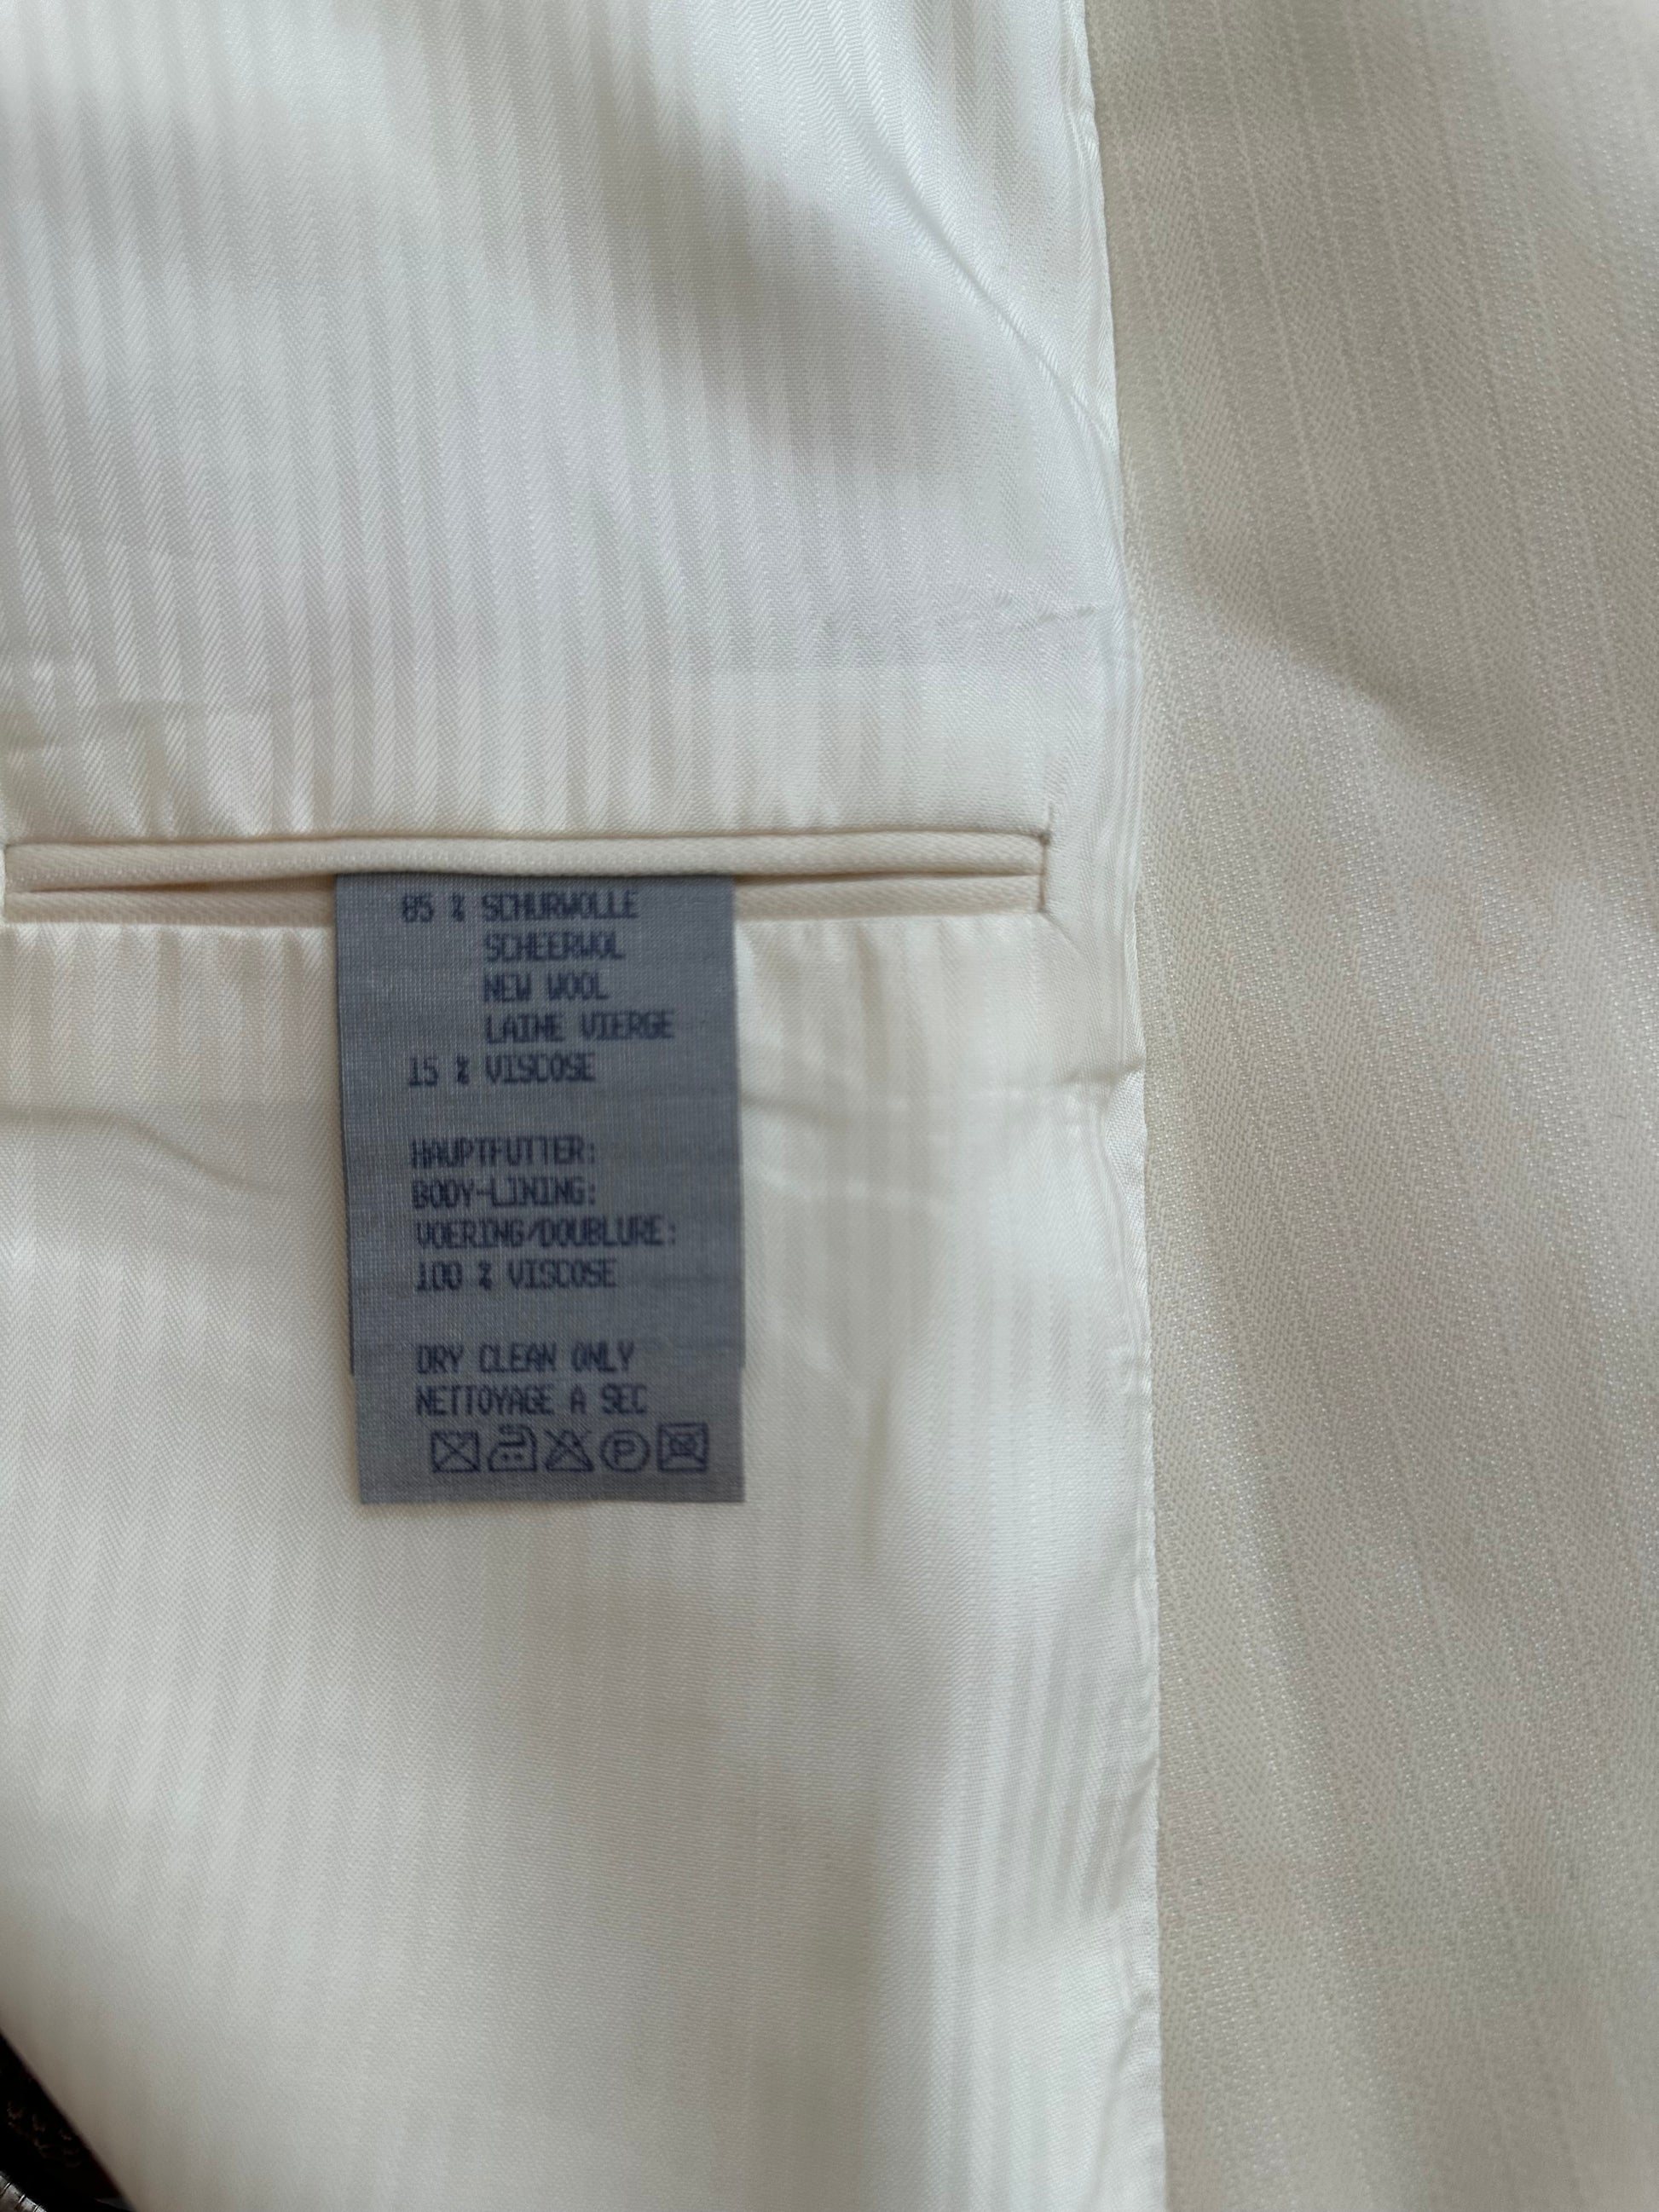 85 % SCHURWOLLE
SCHEERWOL
NEW WOOL
LAINE VIERGE
15 % VISCOSE
HAUPTFUTTER:
BODY-LINING:
VOERING/DOUBLURE:
100 % VISCOSE
DRY CLEAN ONLY
NETTOYAGE A SEC
P